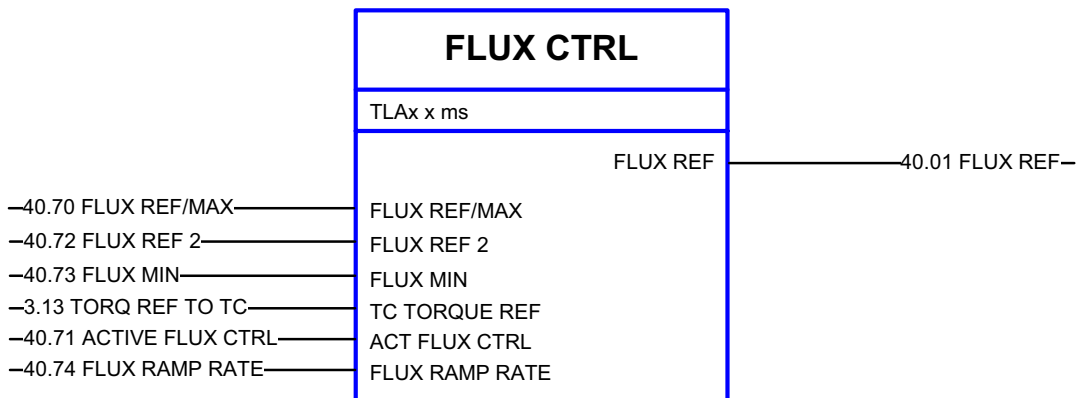 FLUX CTRL
TLAx x ms
FLUX REF 40.01 FLUX REF
40.70 FLUX REF/MAX FLUX REF/MAX
40.72 FLUX REF 2 FLUX REF 2
40.73 FLUX MIN FLUX MIN
3.13 TORQ REF TO TC TC TORQUE REF
40.71 ACTIVE FLUX CTRL ACT FLUX CTRL
40.74 FLUX RAMP RATE FLUX RAMP RATE